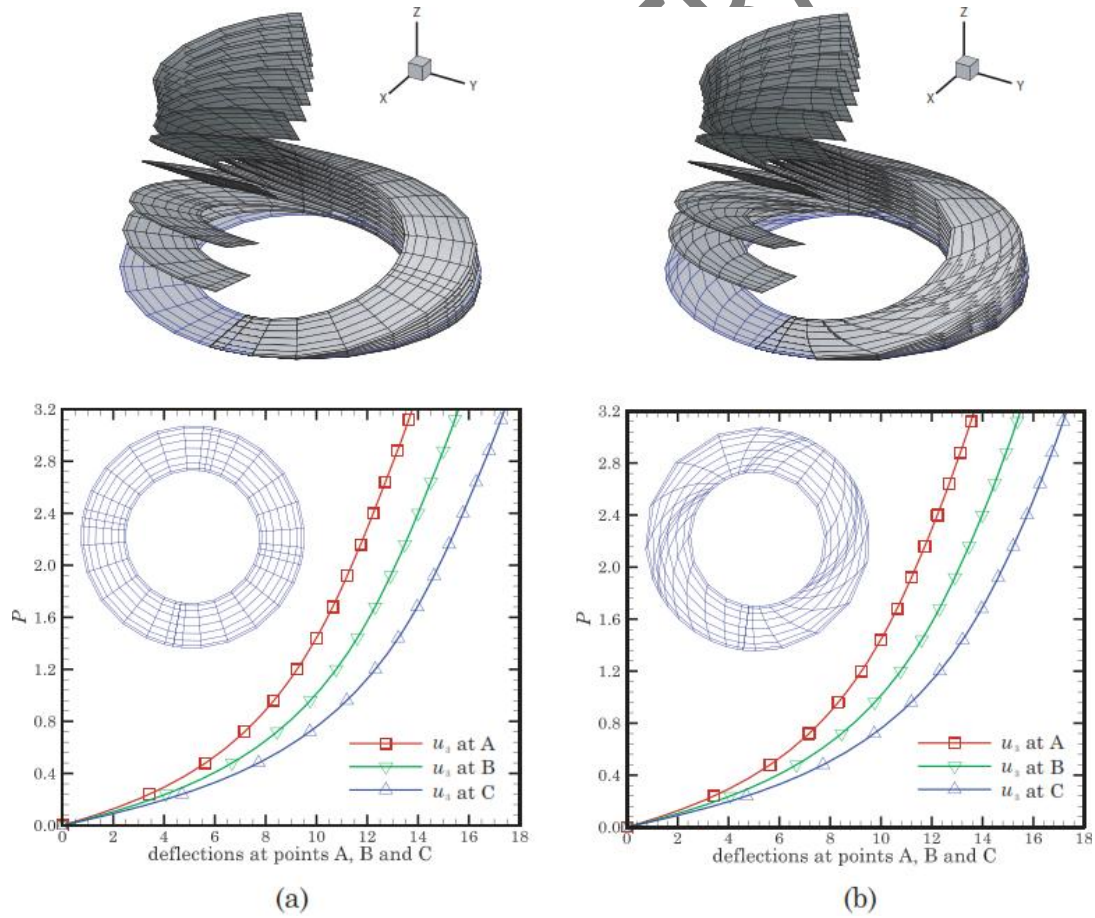 Z
Y
X
Z
Y
X
3.2
2.8
2.4
2.0
1.6
1.2
0.8
0.4
0.0
P
u₃ at A
u₃ at B
u₃ at C
0 2 4 6 8 10 12 14 16 18
deflections at points A, B and C
(a)
3.2
2.8
2.4
2.0
1.6
1.2
0.8
0.4
0.0
P
u₃ at A
u₃ at B
u₃ at C
0 2 4 6 8 10 12 14 16 18
deflections at points A, B and C
(b)